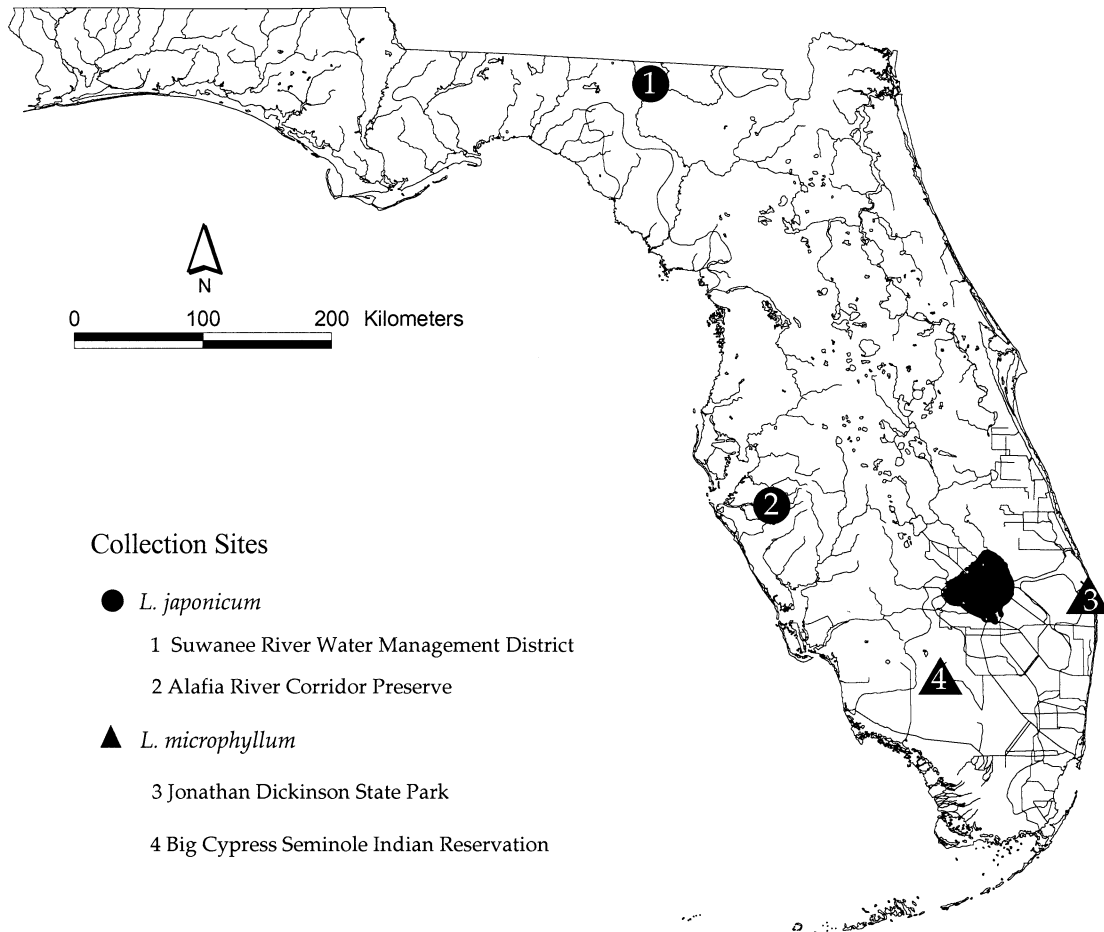 1
N
0 100 200 Kilometers
2
3
4
Collection Sites
L. japonicum
1 Suwanee River Water Management District
2 Alafia River Corridor Preserve
L. microphyllum
3 Jonathan Dickinson State Park
4 Big Cypress Seminole Indian Reservation